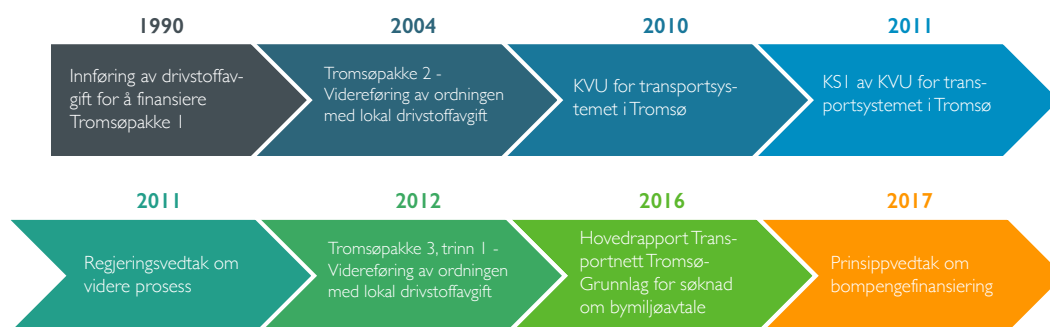 1990
Innføring av drivstoffav-
gift for å finansiere
Tromsøpakke 1
2004
Tromsøpakke 2 -
Videreføring av ordningen
med lokal drivstoffavgift
2010
KVU for transportsys-
temet i Tromsø
2011
KS1 av KVU for trans-
portsystemet i Tromsø
2011
Regjeringsvedtak om
videre prosess
2012
Tromsøpakke 3, trinn 1 -
Videreføring av ordningen
med lokal drivstoffavgift
2016
Hovedrapport Trans-
portnett Tromsø-
Grunnlag for søknad
om bymiljøavtale
2017
Prinsippvedtak om
bompengefinansiering